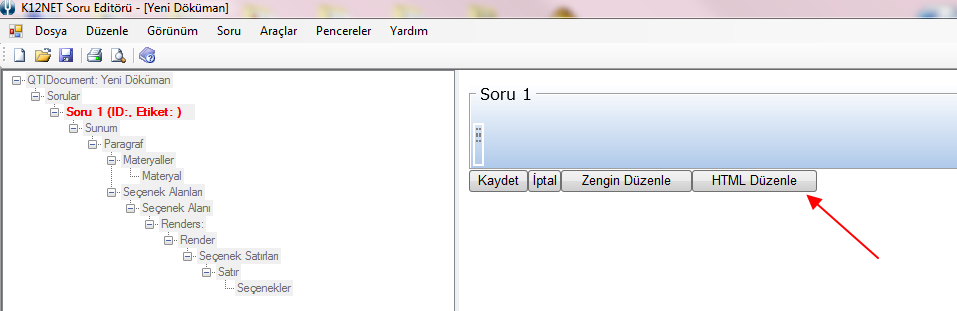 K12NET Soru Editörü - [Yeni Döküman]
Dosya Düzenle Görünüm Soru Araçlar Pencereler Yardım
QTIDocument: Yeni Döküman
Sorular
Soru 1 (ID:, Etiket: )
Sunum
Paragraf
Materyaller
Materyal
Seçenek Alanları
Seçenek Alanı
Renders:
Render
Seçenek Satırları
Satır
Seçenekler
Soru 1
Kaydet İptal Zengin Düzenle HTML Düzenle